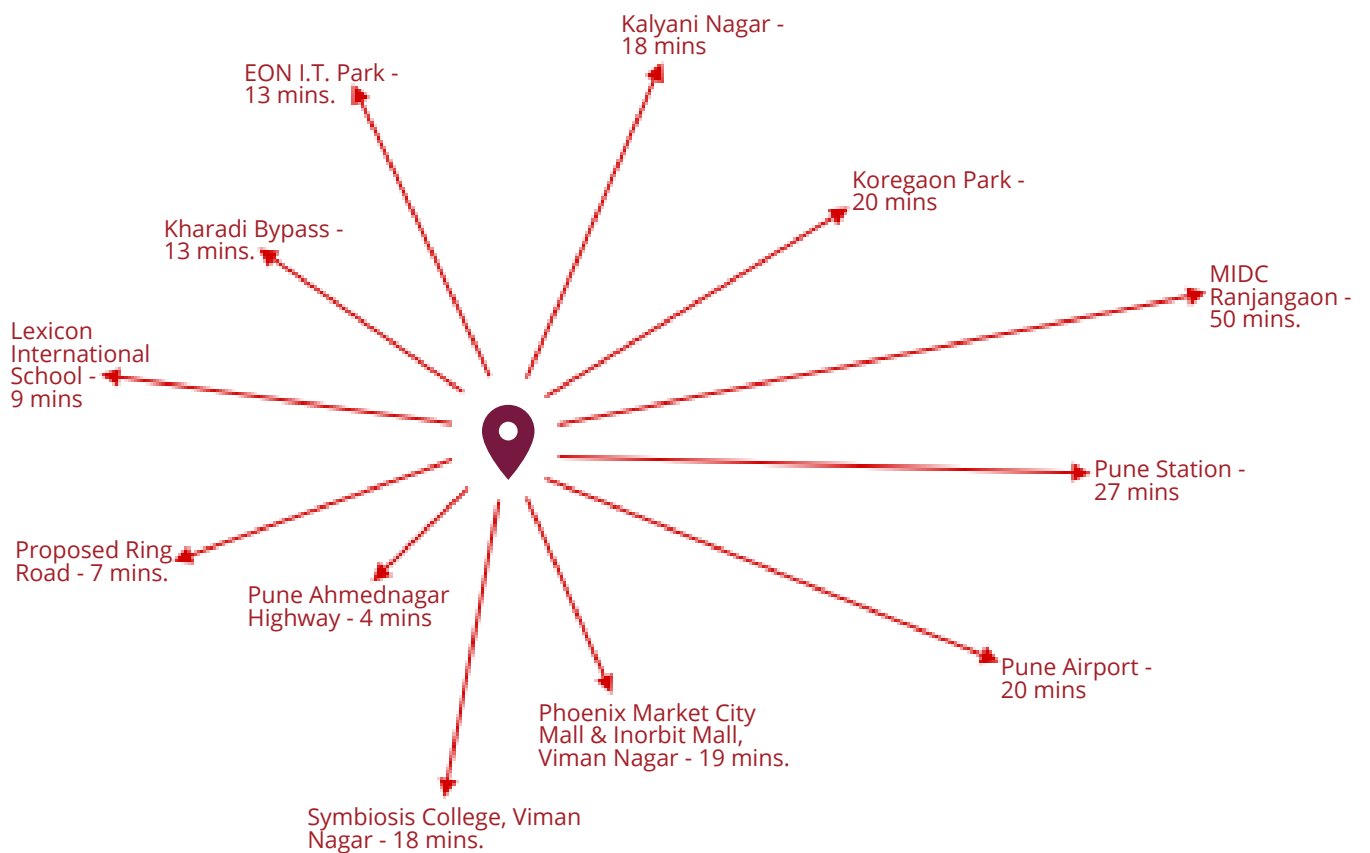 Kalyani Nagar -
18 mins
EON I.T. Park -
13 mins.
Koregaon Park -
20 mins
Kharadi Bypass -
13 mins.
MIDC
Ranjangaon -
50 mins.
Lexicon
International
School -
9 mins
Pune Station -
27 mins
Proposed Ring
Road - 7 mins.
Pune Ahmednagar
Highway - 4 mins
Pune Airport -
20 mins
Phoenix Market City
Mall & Inorbit Mall,
Viman Nagar - 19 mins.
Symbiosis College, Viman
Nagar - 18 mins.